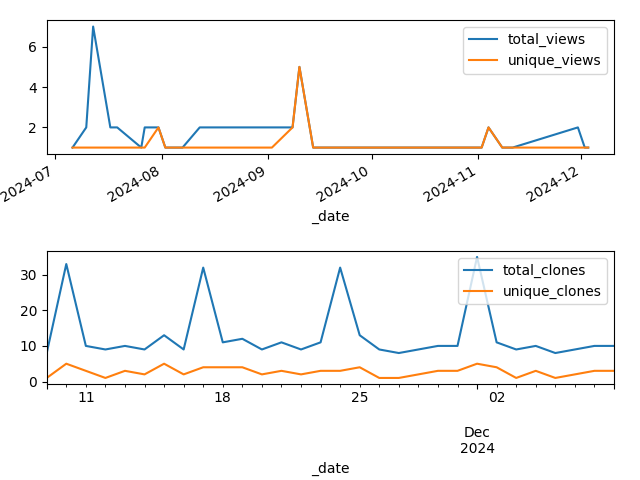 total_views
unique_views
6
4
2
2024-07 2024-08 2024-09 2024-10 2024-11 2024-12
_date
total_clones
unique_clones
30
20
10
0
11 18 25 02
Dec
2024
_date